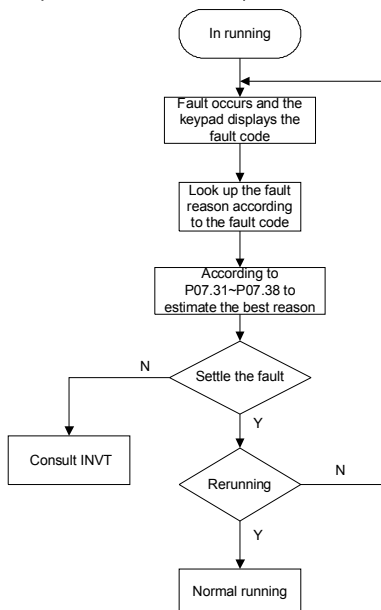 In running
Fault occurs and the
keypad displays the
fault code
Look up the fault
reason according
to the fault code
According to
P07.31~P07.38 to
estimate the best reason
N
Settle the fault
Y
Consult INVT
N
Rerunning
Y
Normal running